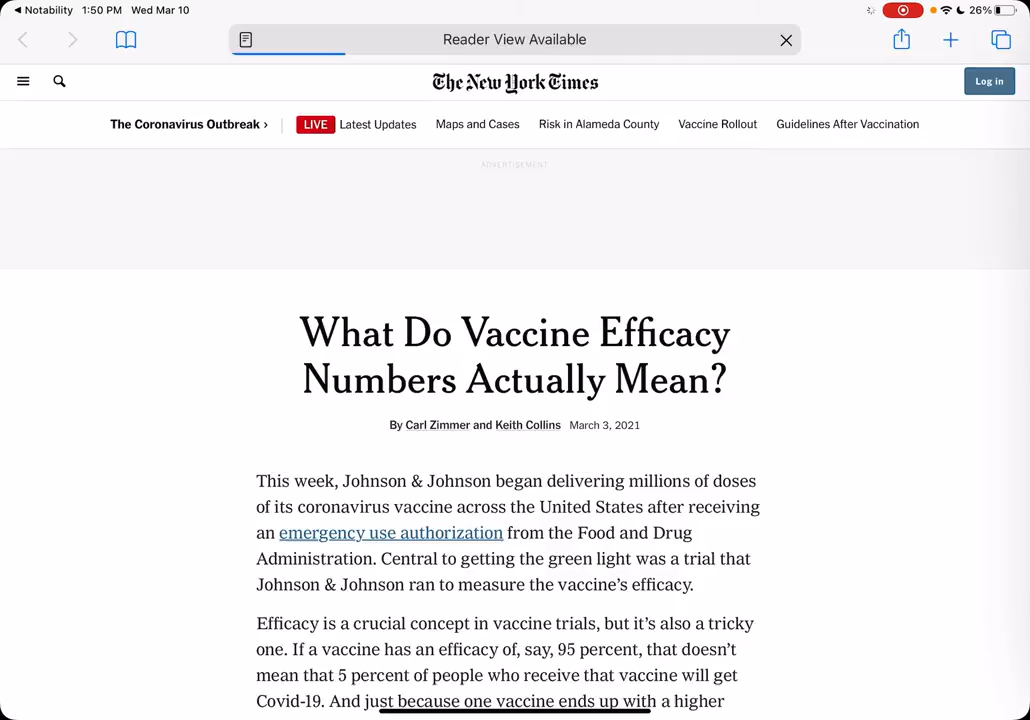 Notability 1:50 PM Wed Mar 10 26%
Reader View Available
The New York Times
Log in
The Coronavirus Outbreak › LIVE Latest Updates Maps and Cases Risk in Alameda County Vaccine Rollout Guidelines After Vaccination
ADVERTISEMENT
What Do Vaccine Efficacy
Numbers Actually Mean?
By Carl Zimmer and Keith Collins March 3, 2021
This week, Johnson & Johnson began delivering millions of doses
of its coronavirus vaccine across the United States after receiving
an emergency use authorization from the Food and Drug
Administration. Central to getting the green light was a trial that
Johnson & Johnson ran to measure the vaccine’s efficacy.
Efficacy is a crucial concept in vaccine trials, but it’s also a tricky
one. If a vaccine has an efficacy of, say, 95 percent, that doesn’t
mean that 5 percent of people who receive that vaccine will get
Covid-19. And just because one vaccine ends up with a higher